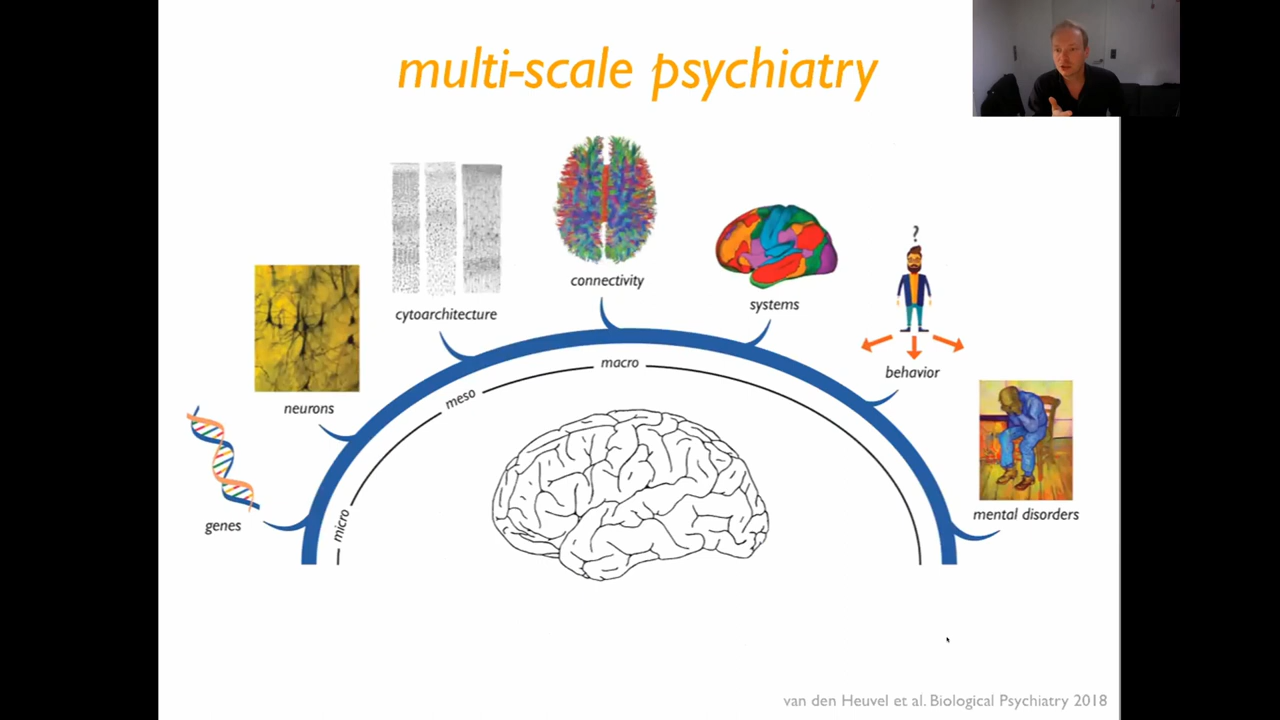 multi-scale psychiatry
connectivity
systems
cytoarchitecture
?
behavior
neurons
genes
mental disorders
micro
meso
macro
van den Heuvel et al. Biological Psychiatry 2018